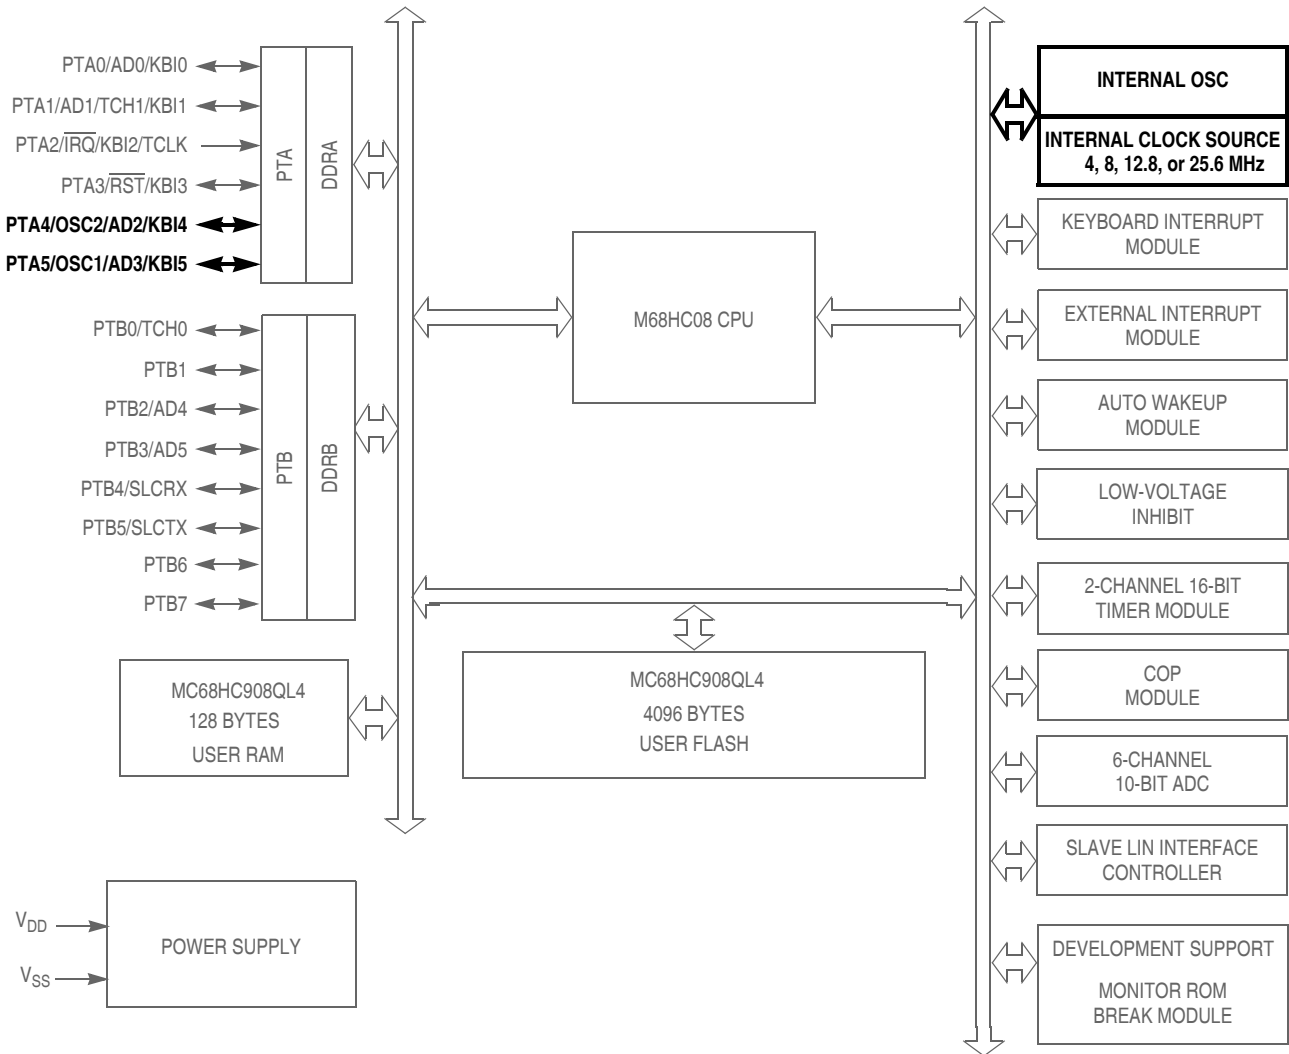 PTA0/AD0/KBI0
PTA1/AD1/TCH1/KBI1
PTA2/IRQ/KBI2/TCLK
PTA3/RST/KBI3
PTA4/OSC2/AD2/KBI4
PTA5/OSC1/AD3/KBI5
PTA
DDRA
PTB0/TCH0
PTB1
PTB2/AD4
PTB3/AD5
PTB4/SLCRX
PTB5/SLCTX
PTB6
PTB7
PTB
DDRB
MC68HC908QL4
128 BYTES
USER RAM
VDD
VSS
POWER SUPPLY
M68HC08 CPU
MC68HC908QL4
4096 BYTES
USER FLASH
INTERNAL OSC
INTERNAL CLOCK SOURCE
4, 8, 12.8, or 25.6 MHz
KEYBOARD INTERRUPT
MODULE
EXTERNAL INTERRUPT
MODULE
AUTO WAKEUP
MODULE
LOW-VOLTAGE
INHIBIT
2-CHANNEL 16-BIT
TIMER MODULE
COP
MODULE
6-CHANNEL
10-BIT ADC
SLAVE LIN INTERFACE
CONTROLLER
DEVELOPMENT SUPPORT
MONITOR ROM
BREAK MODULE